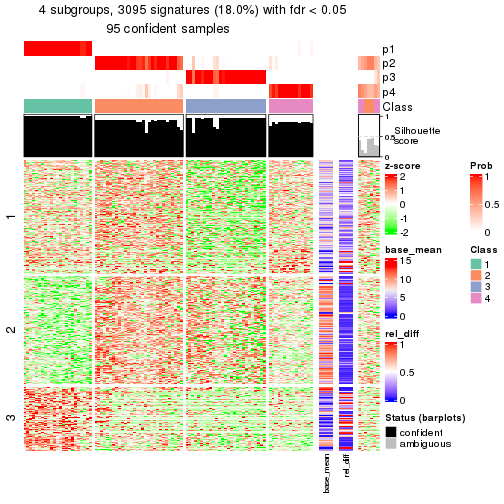 4 subgroups, 3095 signatures (18.0%) with fdr < 0.05
95 confident samples
p1
p2
p3
p4
Class
1
0.5
0
Silhouette
score
1
2
3
base_mean
rel_diff
z-score
2
1
0
-1
-2
base_mean
15
10
5
0
rel_diff
1
0.5
0
Status (barplots)
confident
ambiguous
Prob
1
0.5
0
Class
1
2
3
4